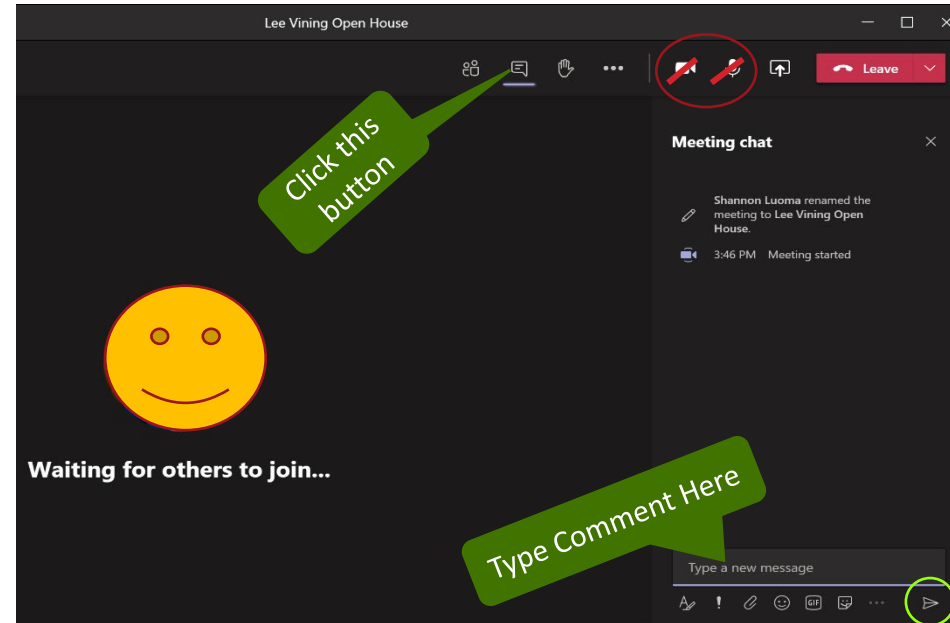 Lee Vining Open House
Leave
Click this
button
Meeting chat
Shannon Luoma renamed the
meeting to Lee Vining Open
House.
3:46 PM Meeting started
Waiting for others to join...
Type Comment Here
Type a new message
GIF